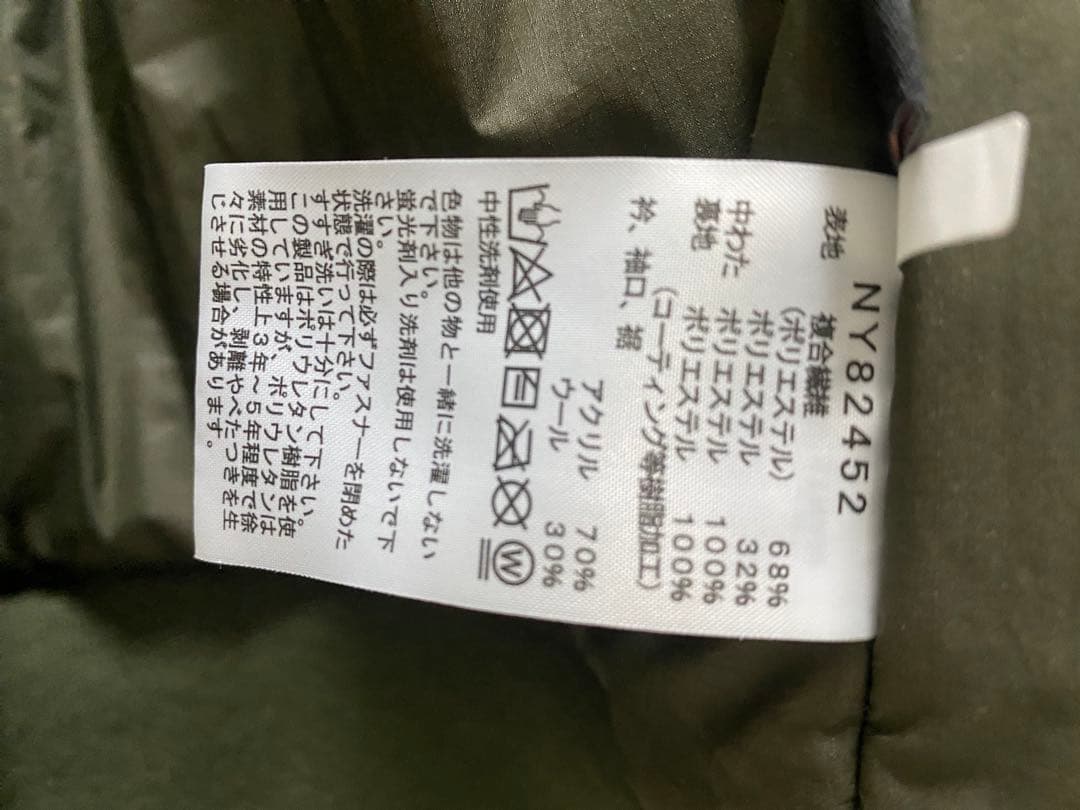 NY82452
表地 複合繊維
(ポリエステル) 68%
ポリエステル 32%
中わた ポリエステル 100%
裏地 ポリエステル 100%
(コーティング等樹脂加工)
衿、袖口、裾
アクリル 70%
ウール 30%
W
中性洗剤使用
色物は他の物と一緒に洗濯しない
で下さい。
蛍光剤入り洗剤は使用しないで下
さい。
洗濯の際は必ずファスナーを閉めた
状態で行って下さい。
すすぎ洗いは十分にして下さい。
この製品はポリウレタン樹脂を使
用していますが、ポリウレタンは
素材の特性上3年〜5年程度で徐
々に劣化し、剥離やべたつきを生
じさせる場合があります。